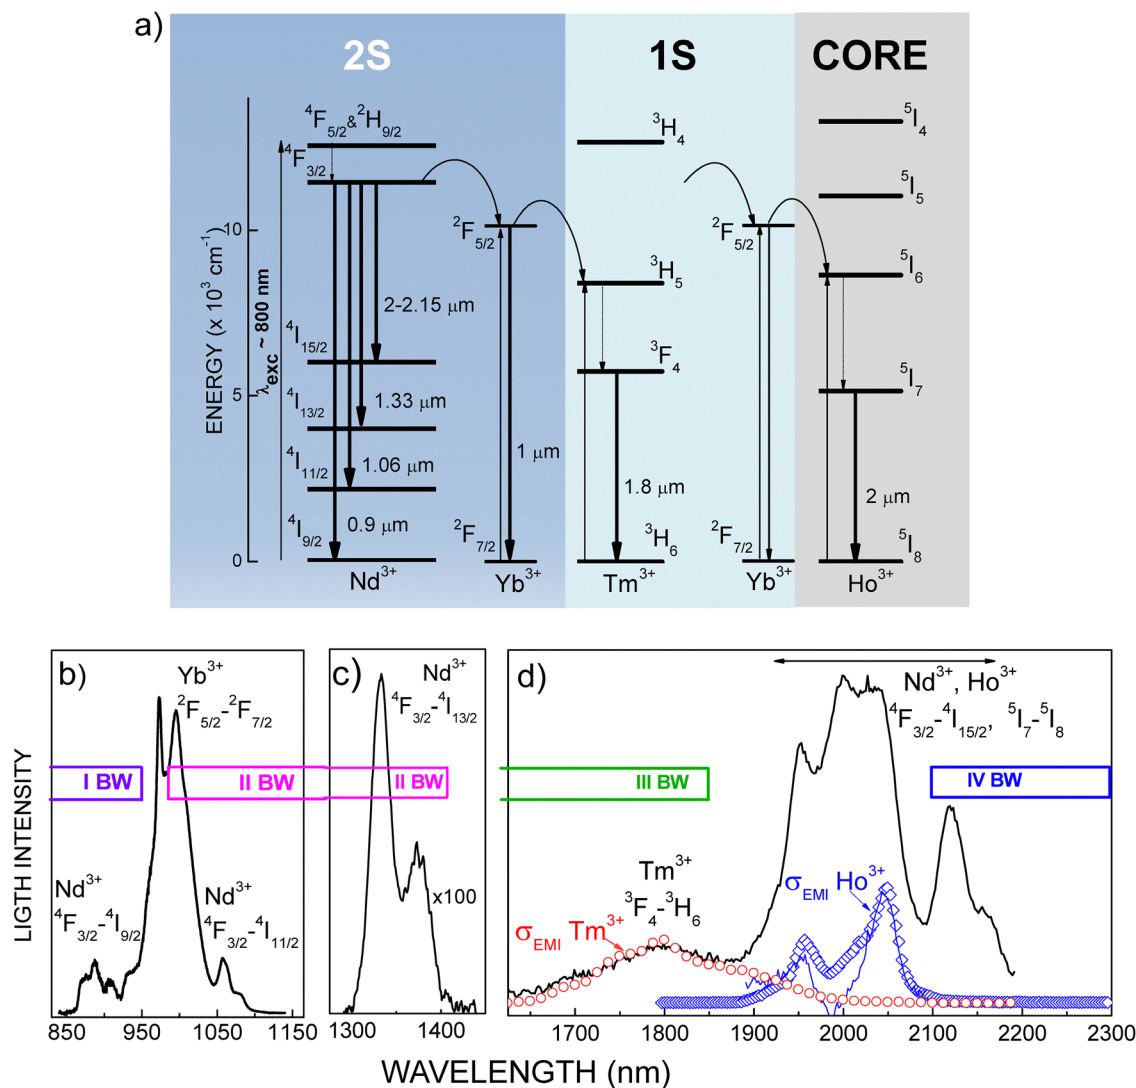 a)
2S
1S
CORE
⁴F₅/₂&²H₉/₂
⁴F₃/₂
³H₄
⁵I₄
⁵I₅
10
²F₅/₂
²F₅/₂
⁵I₆
³H₅
ENERGY (x 10³ cm⁻¹)
λexc ~ 800 nm
2-2.15 μm
⁴I₁₅/₂
³F₄
⁵I₇
5
⁴I₁₃/₂
1.33 μm
⁴I₁₁/₂
1.06 μm
1 μm
1.8 μm
2 μm
⁴I₉/₂
0.9 μm
²F₇/₂
³H₆
²F₇/₂
⁵I₈
0
Nd³⁺
Yb³⁺
Tm³⁺
Yb³⁺
Ho³⁺
b)
Yb³⁺
²F₅/₂-²F₇/₂
I BW
II BW
Nd³⁺
⁴F₃/₂-⁴I₉/₂
Nd³⁺
⁴F₃/₂-⁴I₁₁/₂
850
950
1050
1150
c)
Nd³⁺
⁴F₃/₂-⁴I₁₃/₂
II BW
x100
1300
1400
d)
Nd³⁺, Ho³⁺
⁴F₃/₂-⁴I₁₅/₂, ⁵I₇-⁵I₈
III BW
IV BW
Tm³⁺
³F₄-³H₆
σEMI Tm³⁺
σEMI Ho³⁺
1700
1800
1900
2000
2100
2200
2300
LIGTH INTENSITY
WAVELENGTH (nm)